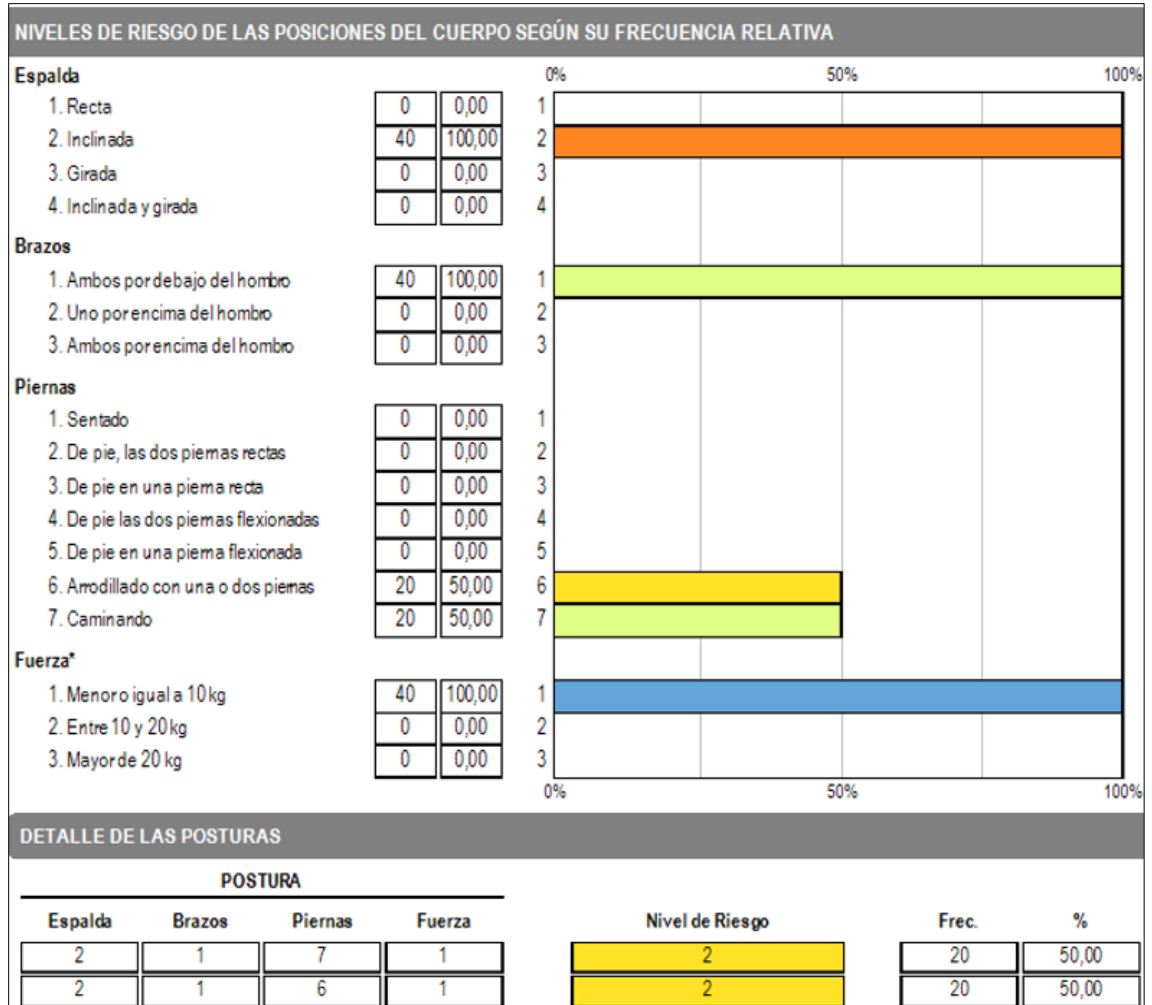 NIVELES DE RIESGO DE LAS POSICIONES DEL CUERPO SEGÚN SU FRECUENCIA RELATIVA
Espalda 0% 50% 100%
1. Recta 0 0,00 1
2. Inclinada 40 100,00 2
3. Girada 0 0,00 3
4. Inclinada y girada 0 0,00 4
Brazos
1. Ambos por debajo del hombro 40 100,00 1
2. Uno por encima del hombro 0 0,00 2
3. Ambos por encima del hombro 0 0,00 3
Piernas
1. Sentado 0 0,00 1
2. De pie, las dos piernas rectas 0 0,00 2
3. De pie en una pierna recta 0 0,00 3
4. De pie las dos piernas flexionadas 0 0,00 4
5. De pie en una pierna flexionada 0 0,00 5
6. Arrodillado con una o dos piernas 20 50,00 6
7. Caminando 20 50,00 7
Fuerza*
1. Menor o igual a 10 kg 40 100,00 1
2. Entre 10 y 20 kg 0 0,00 2
3. Mayor de 20 kg 0 0,00 3
0% 50% 100%
DETALLE DE LAS POSTURAS
POSTURA
Espalda Brazos Piernas Fuerza Nivel de Riesgo Frec. %
2 1 7 1 2 20 50,00
2 1 6 1 2 20 50,00